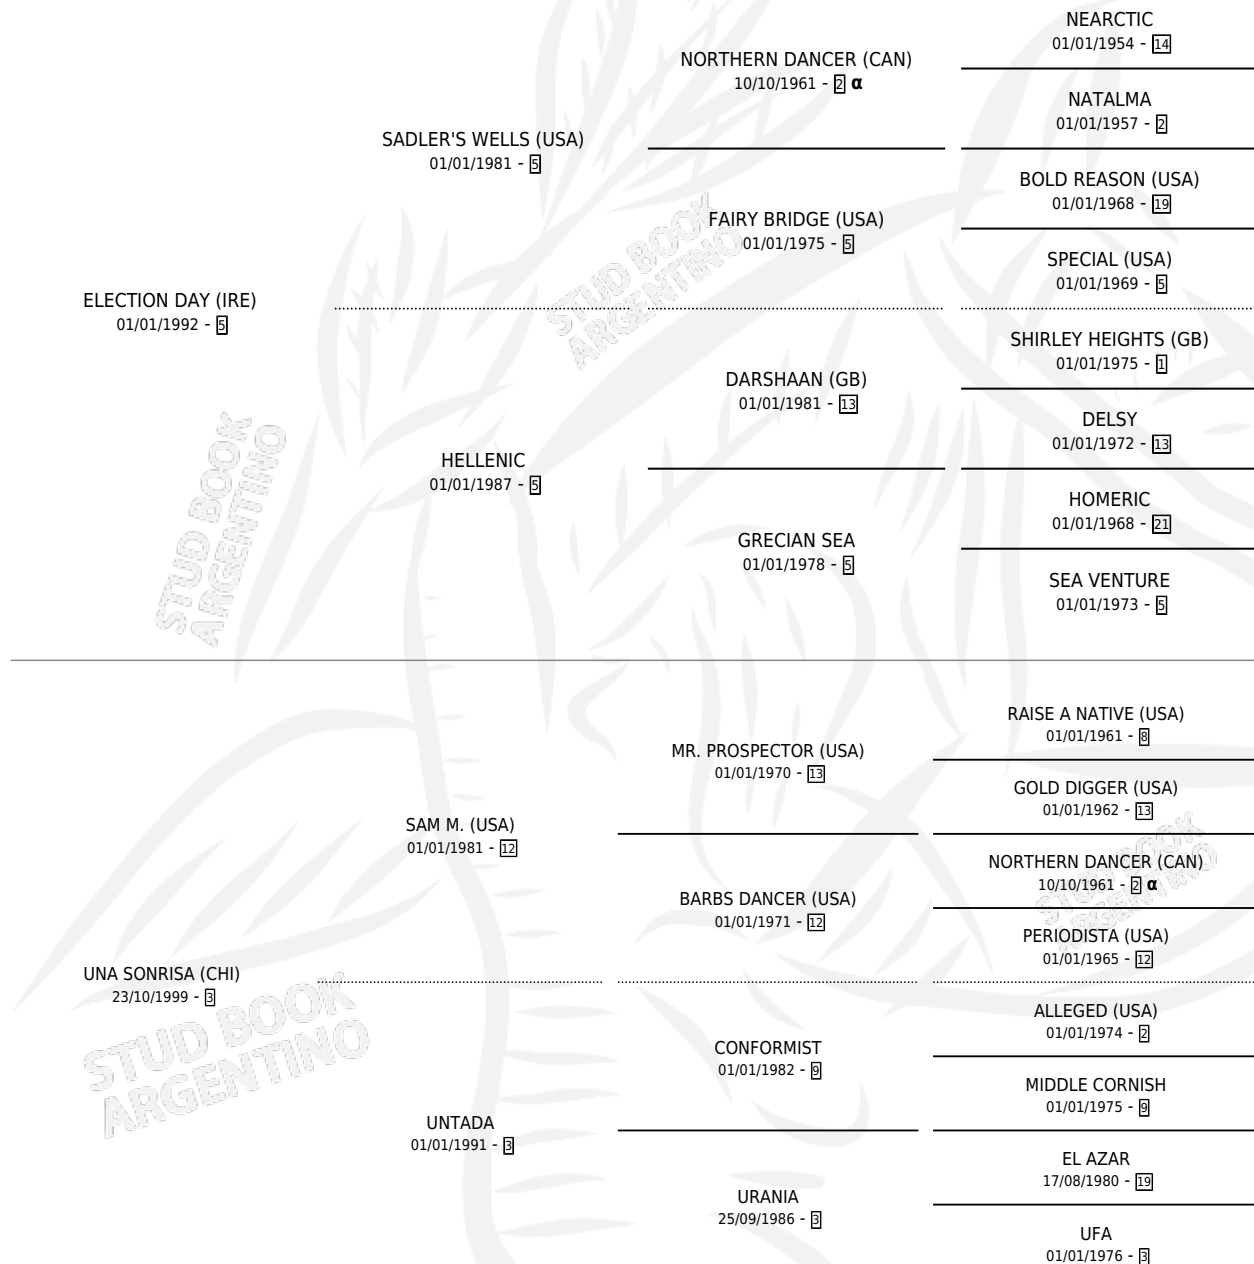 NEARCTIC
01/01/1954 - 14
NORTHERN DANCER (CAN)
10/10/1961 - 2 α
NATALMA
01/01/1957 - 2
SADLER'S WELLS (USA)
01/01/1981 - 5
BOLD REASON (USA)
01/01/1968 - 19
FAIRY BRIDGE (USA)
01/01/1975 - 5
SPECIAL (USA)
01/01/1969 - 5
STUD BOOK
ARGENTINO
ELECTION DAY (IRE)
01/01/1992 - 5
SHIRLEY HEIGHTS (GB)
01/01/1975 - 1
DARSHAAN (GB)
01/01/1981 - 13
DELSY
01/01/1972 - 13
HELLENIC
01/01/1987 - 5
HOMERIC
01/01/1968 - 21
GRECIAN SEA
01/01/1978 - 5
SEA VENTURE
01/01/1973 - 5
STUD BOOK
ARGENTINO
RAISE A NATIVE (USA)
01/01/1961 - 8
MR. PROSPECTOR (USA)
01/01/1970 - 13
GOLD DIGGER (USA)
01/01/1962 - 13
SAM M. (USA)
01/01/1981 - 12
NORTHERN DANCER (CAN)
10/10/1961 - 2 α
BARBS DANCER (USA)
01/01/1971 - 12
PERIODISTA (USA)
01/01/1965 - 12
STUD BOOK
ARGENTINO
UNA SONRISA (CHI)
23/10/1999 - 3
ALLEGED (USA)
01/01/1974 - 2
CONFORMIST
01/01/1982 - 9
MIDDLE CORNISH
01/01/1975 - 9
STUD BOOK
ARGENTINO
UNTADA
01/01/1991 - 3
EL AZAR
17/08/1980 - 19
URANIA
25/09/1986 - 3
UFA
01/01/1976 - 3